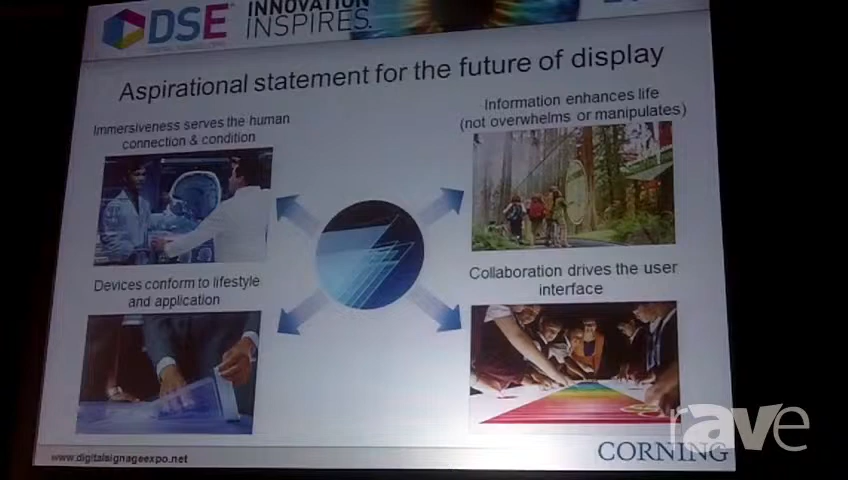 DSE
INNOVATION
INSPIRES.
Aspirational statement for the future of display
Immersiveness serves the human
connection & condition
Information enhances life
(not overwhelms or manipulates)
Devices conform to lifestyle
and application
Collaboration drives the user
interface
www.digitalsignageexpo.net
CORNING
rave